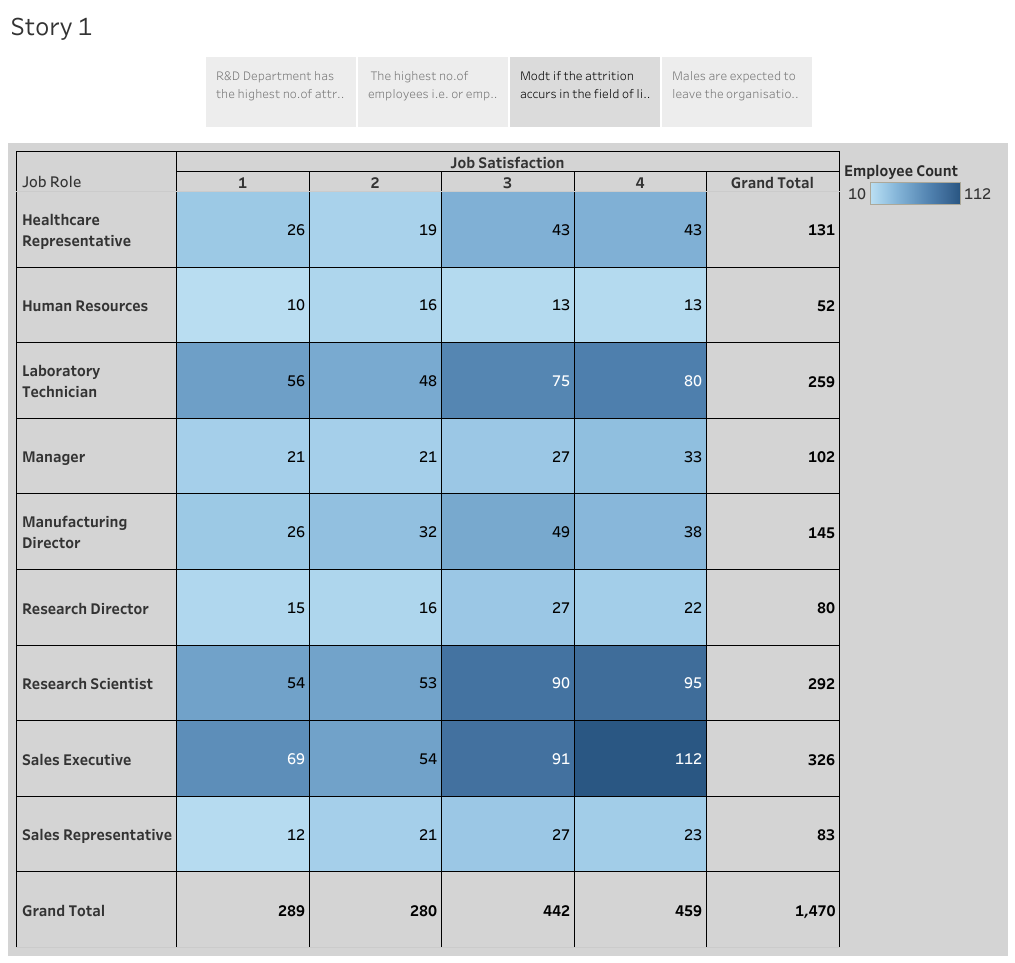 Story 1
R&D Department has
the highest no.of attr..
The highest no.of
employees i.e. or emp..
Modt if the attrition
accurs in the field of li..
Males are expected to
leave the organisatio..
Job Satisfaction
Job Role 1 2 3 4 Grand Total
Employee Count
10 112
Healthcare
Representative 26 19 43 43 131
Human Resources 10 16 13 13 52
Laboratory
Technician 56 48 75 80 259
Manager 21 21 27 33 102
Manufacturing
Director 26 32 49 38 145
Research Director 15 16 27 22 80
Research Scientist 54 53 90 95 292
Sales Executive 69 54 91 112 326
Sales Representative 12 21 27 23 83
Grand Total 289 280 442 459 1,470